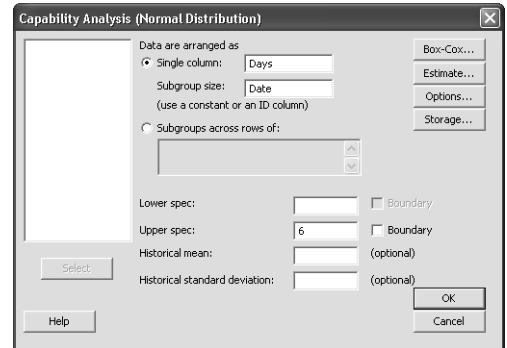 Capability Analysis (Normal Distribution)
Data are arranged as
Single column: Days
Subgroup size: Date
(use a constant or an ID column)
Subgroups across rows of:
Box-Cox...
Estimate...
Options...
Storage...
Lower spec: Boundary
Upper spec: 6 Boundary
Historical mean: (optional)
Historical standard deviation: (optional)
Select
Help
OK
Cancel